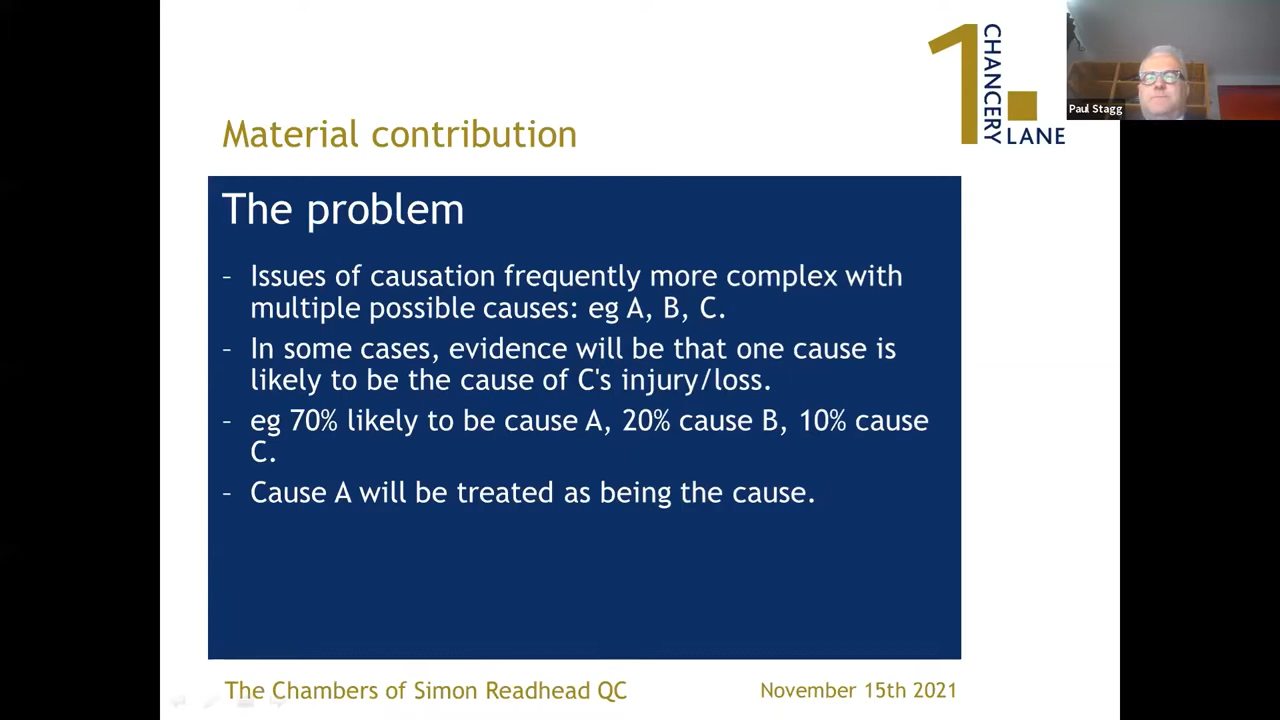 1 CHANCERY LANE
Paul Stagg
Material contribution
The problem
- Issues of causation frequently more complex with
multiple possible causes: eg A, B, C.
- In some cases, evidence will be that one cause is
likely to be the cause of C's injury/loss.
- eg 70% likely to be cause A, 20% cause B, 10% cause
C.
- Cause A will be treated as being the cause.
The Chambers of Simon Readhead QC
November 15th 2021